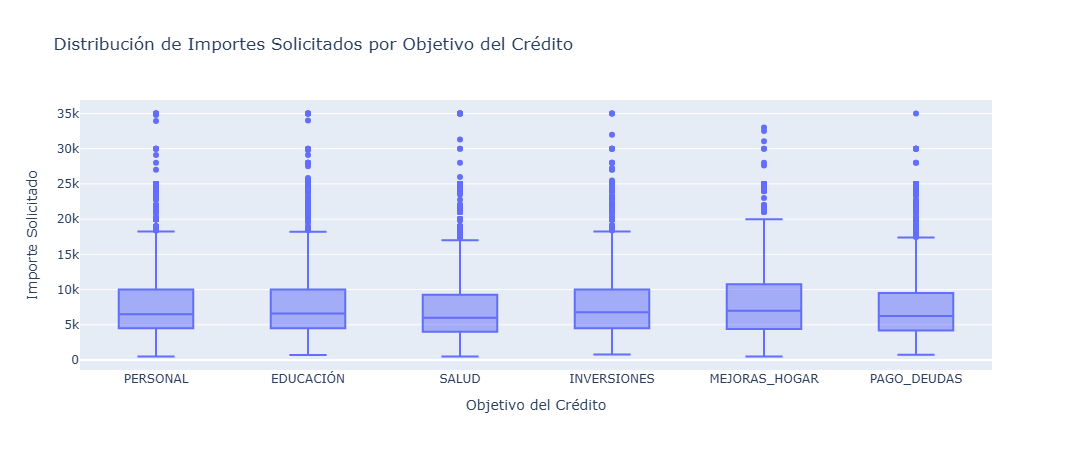 Distribución de Importes Solicitados por Objetivo del Crédito
35k
30k
25k
20k
15k
10k
5k
0
Importe Solicitado
PERSONAL
EDUCACIÓN
SALUD
INVERSIONES
MEJORAS_HOGAR
PAGO_DEUDAS
Objetivo del Crédito